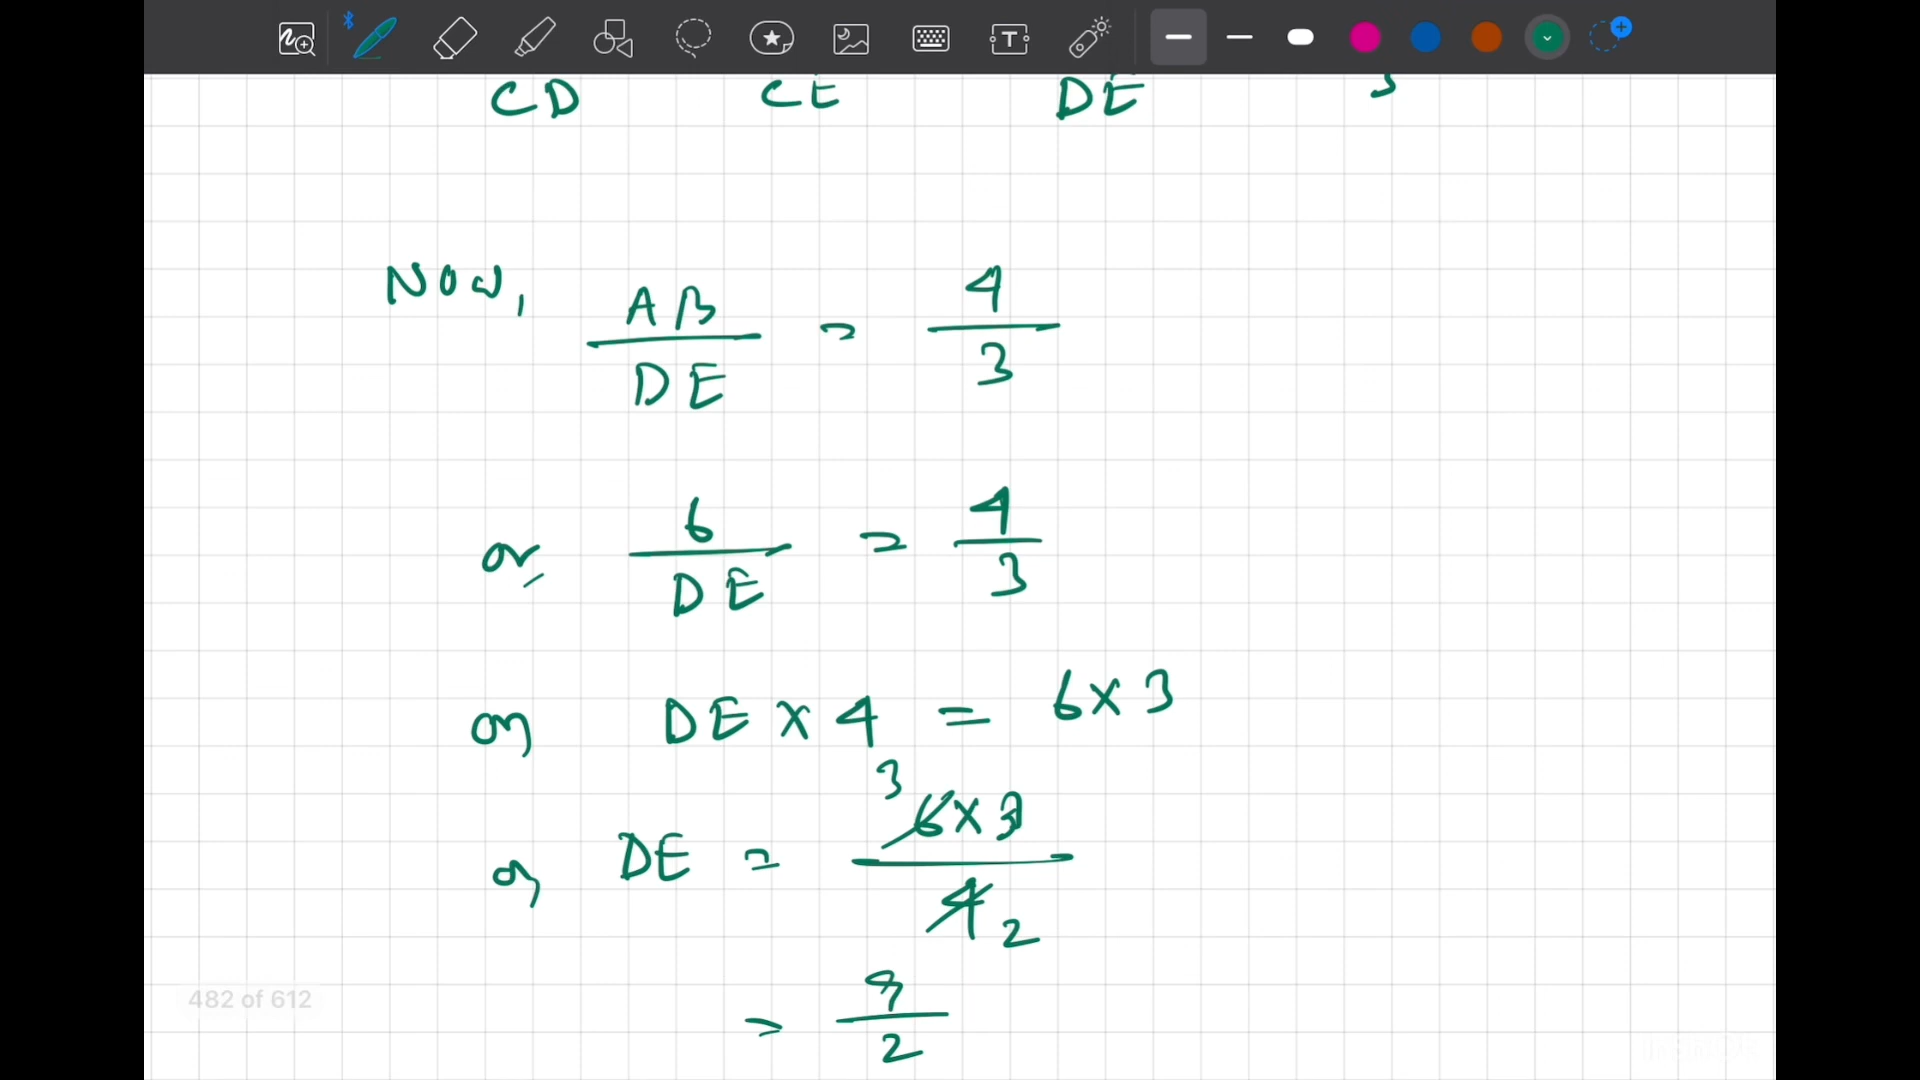 CD CE DE 3
Now, AB/DE = 4/3
or, 6/DE = 4/3
or DE × 4 = 6×3
or DE = 6×3/4 3 2
= 9/2
482 of 612